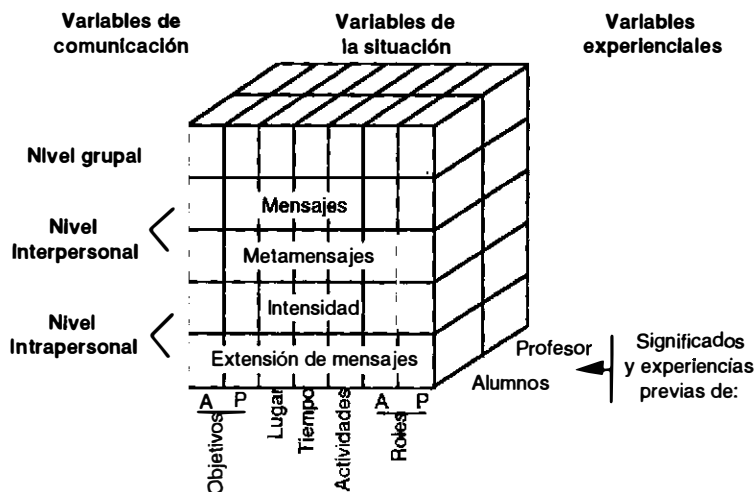 Variables de
comunicación
Variables de
la situación
Variables
experienciales
Nivel grupal
Nivel
Interpersonal
Nivel
Intrapersonal
Mensajes
Metamensajes
Intensidad
Extensión de mensajes
Profesor
Alumnos
Significados
y experiencias
previas de:
A P
Objetivos
Lugar
Tiempo
Actividades
A P
Roles